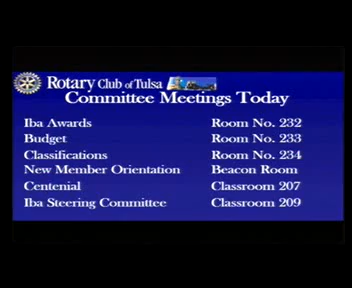 Rotary Club of Tulsa
Committee Meetings Today
Iba Awards Room No. 232
Budget Room No. 233
Classifications Room No. 234
New Member Orientation Beacon Room
Centenial Classroom 207
Iba Steering Committee Classroom 209